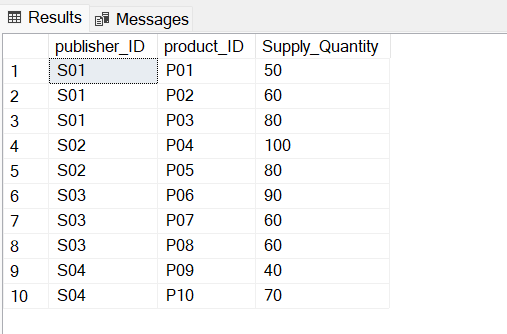 Results Messages
publisher_ID product_ID Supply_Quantity
1 S01 P01 50
2 S01 P02 60
3 S01 P03 80
4 S02 P04 100
5 S02 P05 80
6 S03 P06 90
7 S03 P07 60
8 S03 P08 60
9 S04 P09 40
10 S04 P10 70